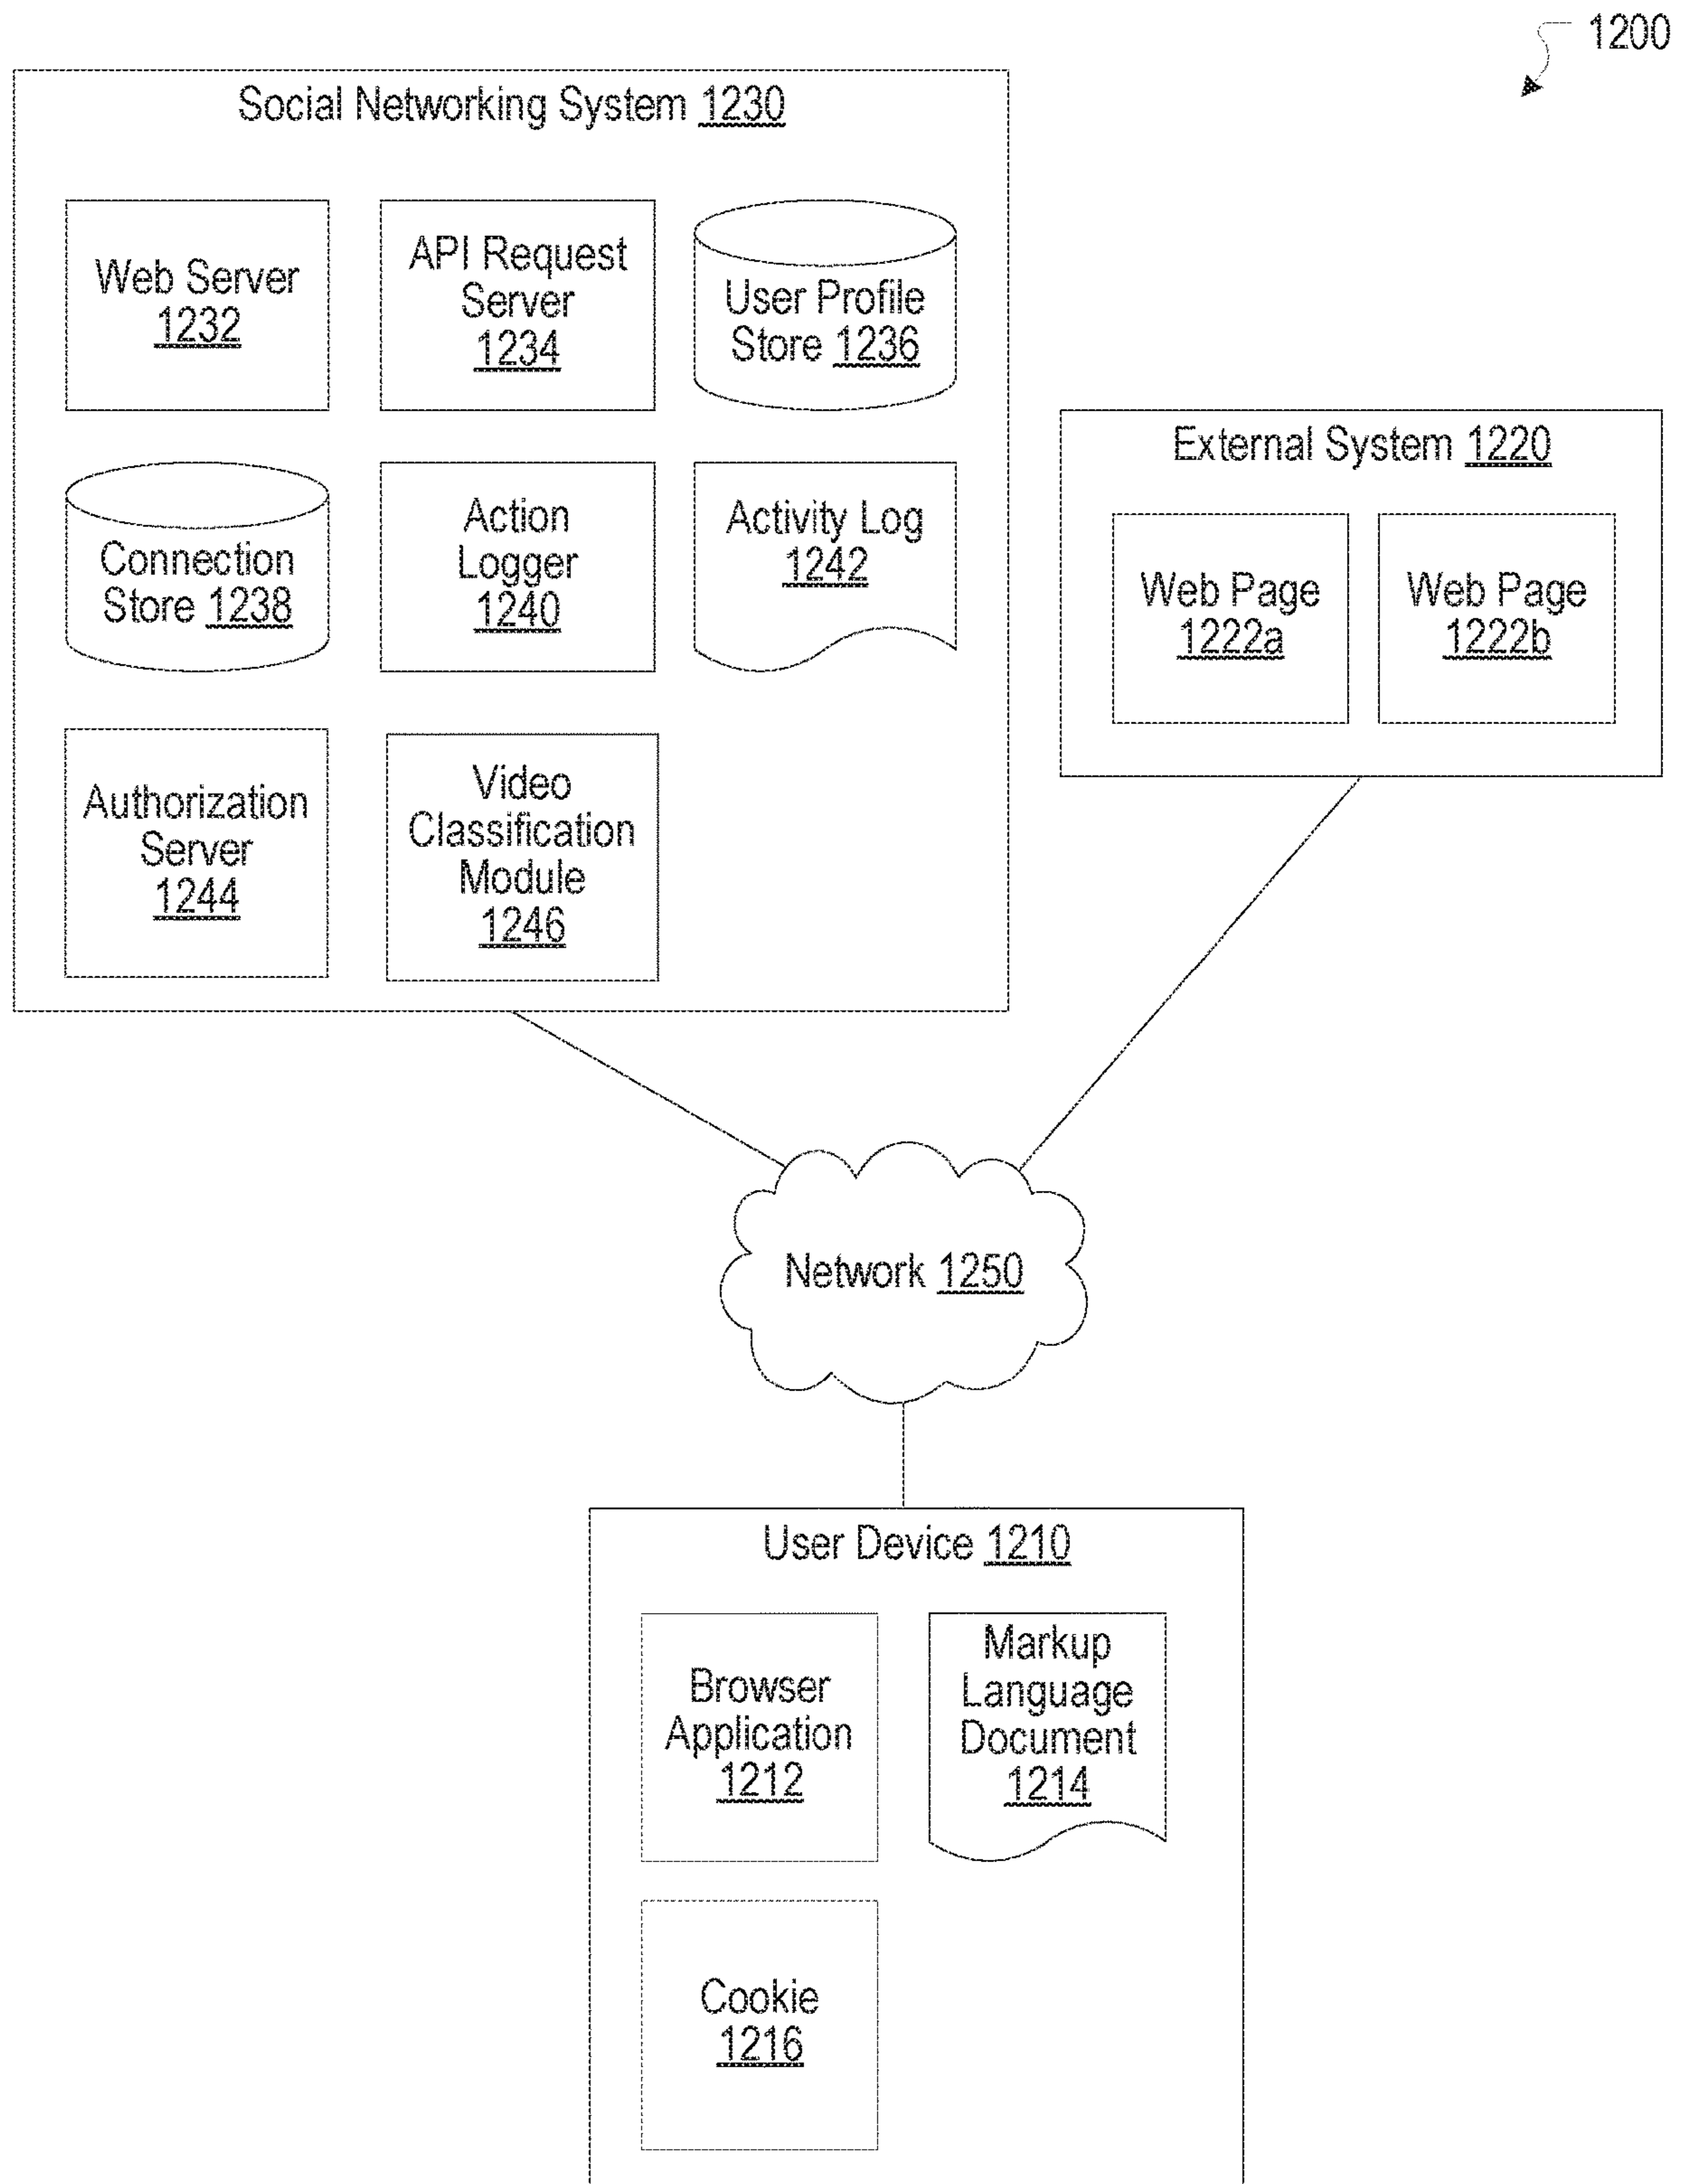 1200
Social Networking System 1230
Web Server
1232
API Request
Server
1234
User Profile
Store 1236
Connection
Store 1238
Action
Logger
1240
Activity Log
1242
Authorization
Server
1244
Video
Classification
Module
1246
External System 1220
Web Page
1222a
Web Page
1222b
Network 1250
User Device 1210
Browser
Application
1212
Markup
Language
Document
1214
Cookie
1216